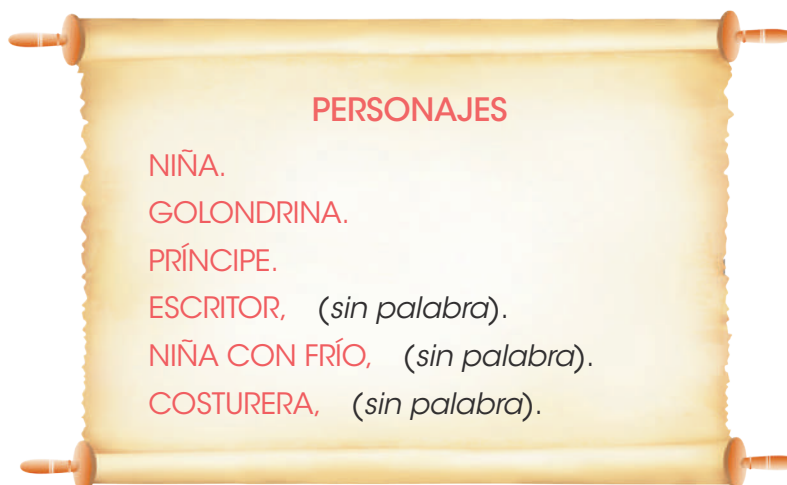 PERSONAJES
NIÑA.
GOLONDRINA.
PRÍNCIPE.
ESCRITOR, (sin palabra).
NIÑA CON FRÍO, (sin palabra).
COSTURERA, (sin palabra).